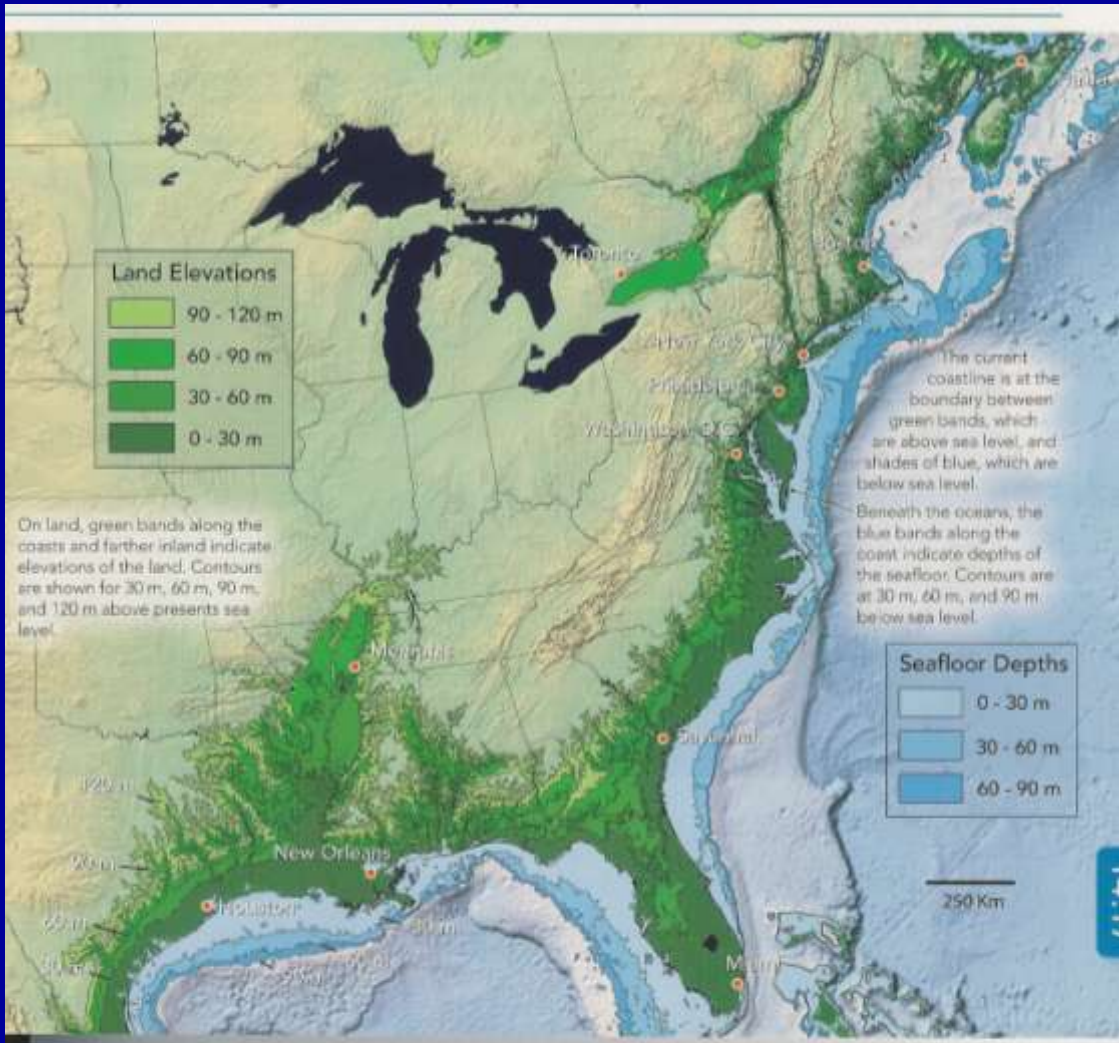 Land Elevations
90 - 120 m
60 - 90 m
30 - 60 m
0 - 30 m
On land, green bands along the
coasts and farther inland indicate
elevations of the land. Contours
are shown for 30 m, 60 m, 90 m,
and 120 m above presents sea
level.
Toronto
Boston
New York City
Philadelphia
Washington D.C.
The current
coastline is at the
boundary between
green bands, which
are above sea level, and
shades of blue, which are
below sea level.
Beneath the oceans, the
blue bands along the
coast indicate depths of
the seafloor. Contours are
at 30 m, 60 m, and 90 m
below sea level.
Memphis
Savannah
Seafloor Depths
0 - 30 m
30 - 60 m
60 - 90 m
120 m
90 m
New Orleans
250 Km
Houston
60 m
30 m
Miami